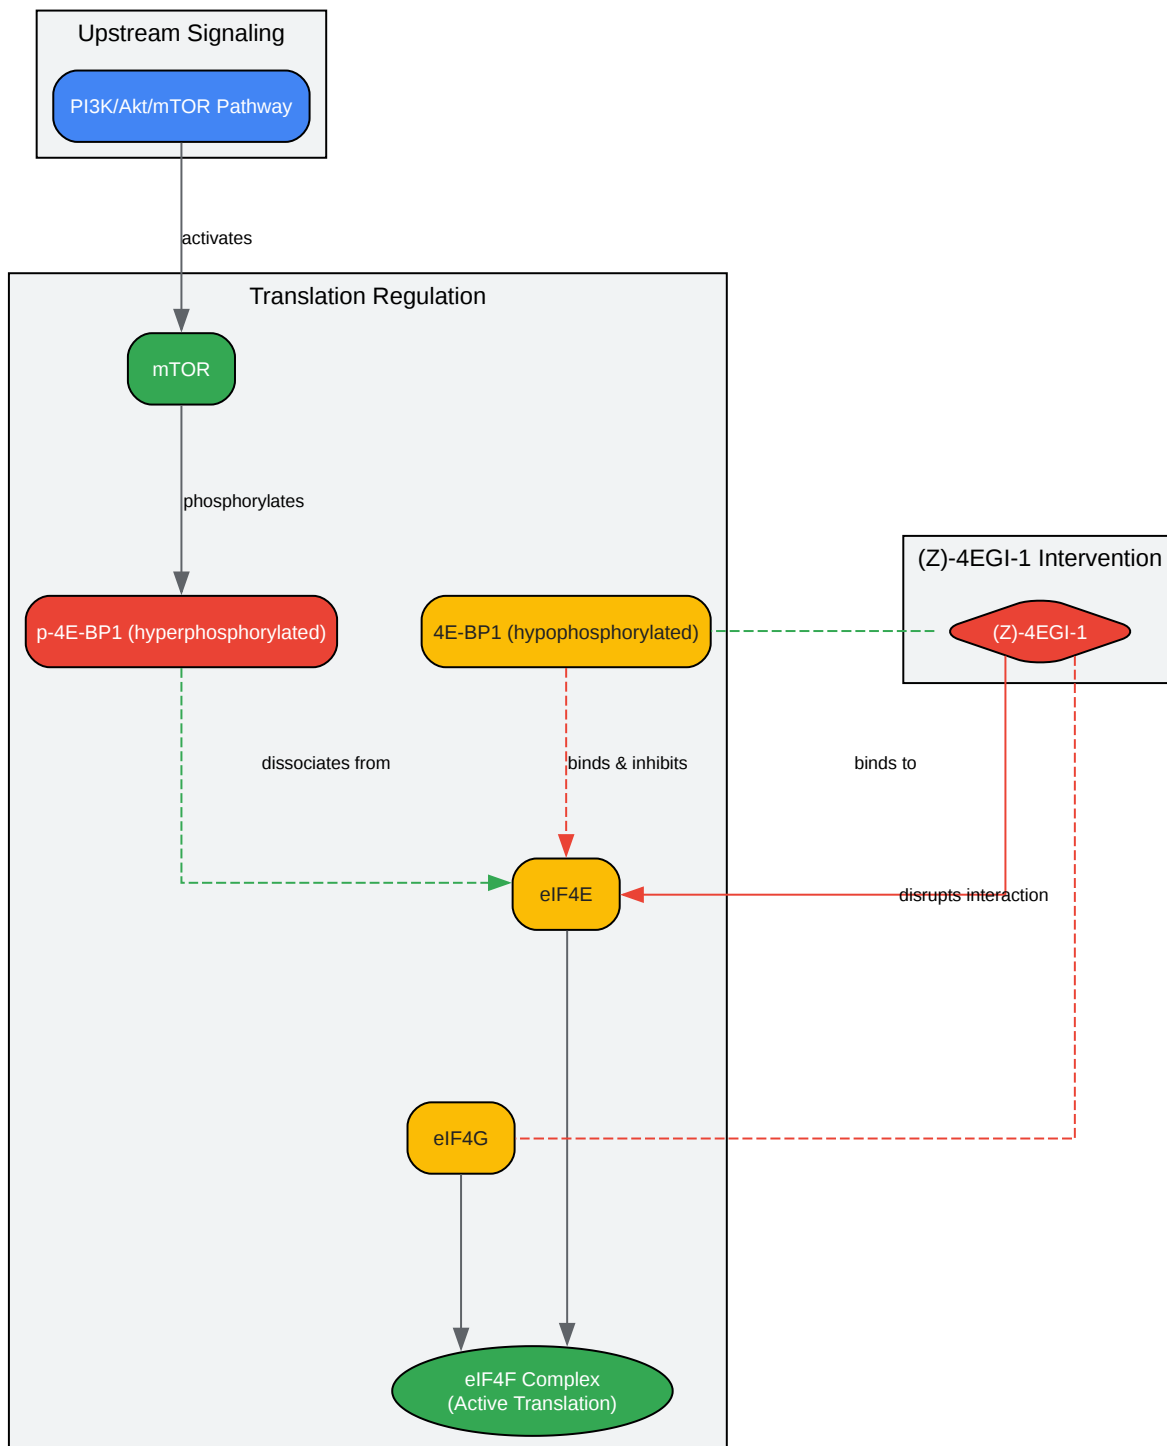 Upstream Signaling
PI3K/Akt/mTOR Pathway
activates
Translation Regulation
mTOR
phosphorylates
(Z)-4EGI-1 Intervention
p-4E-BP1 (hyperphosphorylated)
4E-BP1 (hypophosphorylated)
(Z)-4EGI-1
dissociates from
binds & inhibits
binds to
eIF4E
disrupts interaction
eIF4G
eIF4F Complex
(Active Translation)